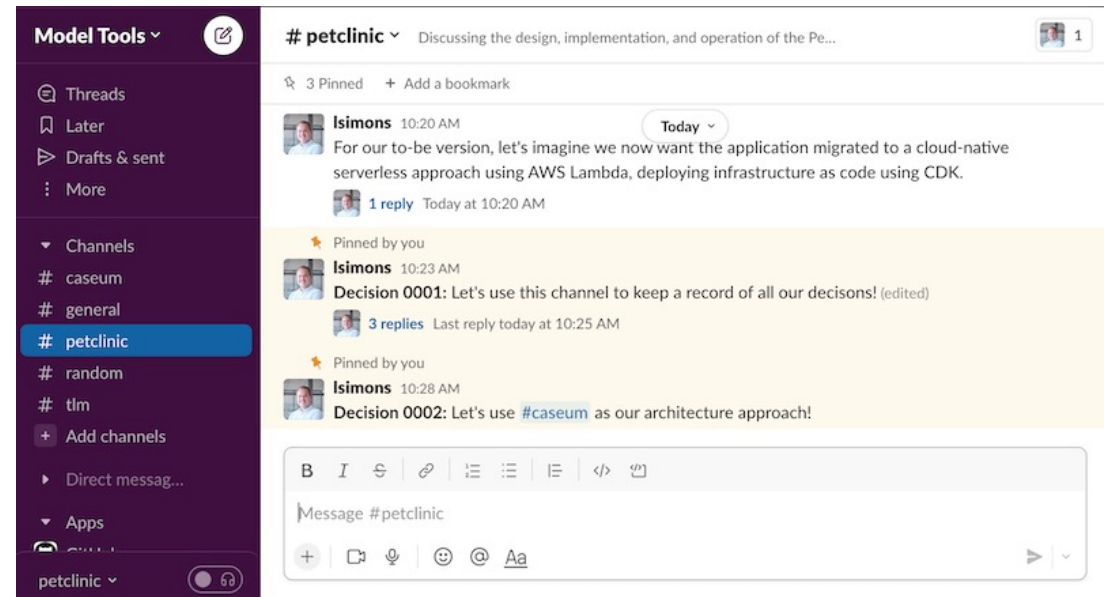 Model Tools
Threads
Later
Drafts & sent
More
Channels
# caseum
# general
# petclinic
# random
# tlm
+ Add channels
Direct messag...
Apps
petclinic
# petclinic Discussing the design, implementation, and operation of the Pe... 1
3 Pinned + Add a bookmark
Today
lsimons 10:20 AM
For our to-be version, let's imagine we now want the application migrated to a cloud-native
serverless approach using AWS Lambda, deploying infrastructure as code using CDK.
1 reply Today at 10:20 AM
Pinned by you
lsimons 10:23 AM
Decision 0001: Let's use this channel to keep a record of all our decisons! (edited)
3 replies Last reply today at 10:25 AM
Pinned by you
lsimons 10:28 AM
Decision 0002: Let's use #caseum as our architecture approach!
B I S
Message #petclinic
+ @ Aa